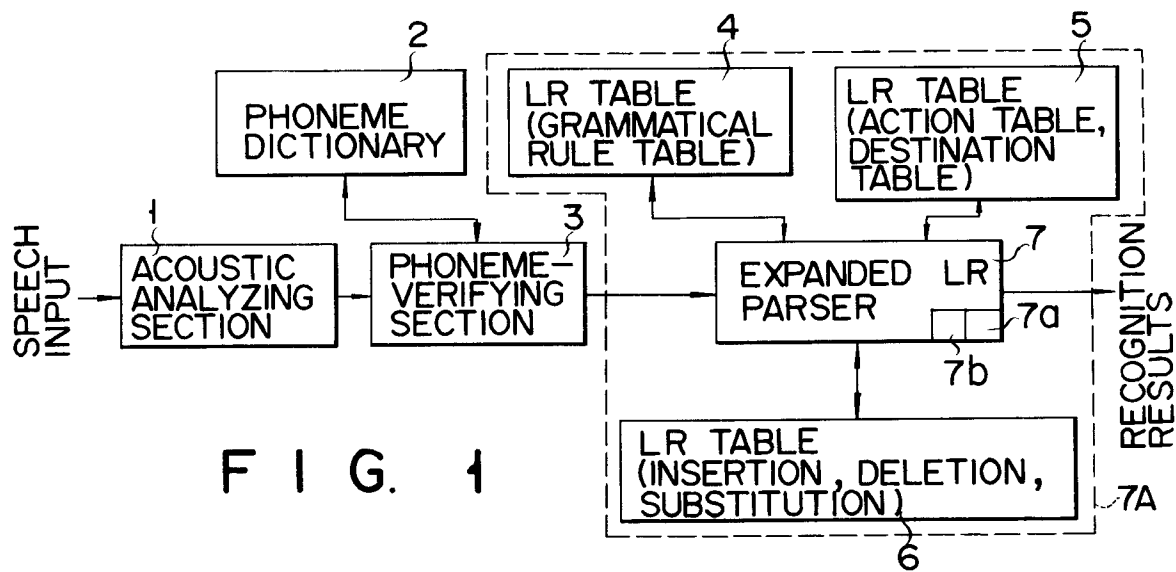 2
PHONEME
DICTIONARY
4
LR TABLE
(GRAMMATICAL
RULE TABLE)
5
LR TABLE
(ACTION TABLE,
DESTINATION
TABLE)
SPEECH
INPUT
1
ACOUSTIC
ANALYZING
SECTION
3
PHONEME-
VERIFYING
SECTION
7
EXPANDED LR
PARSER
7a
7b
RECOGNITION
RESULTS
LR TABLE
(INSERTION, DELETION,
SUBSTITUTION)
6
7A
FIG. 1